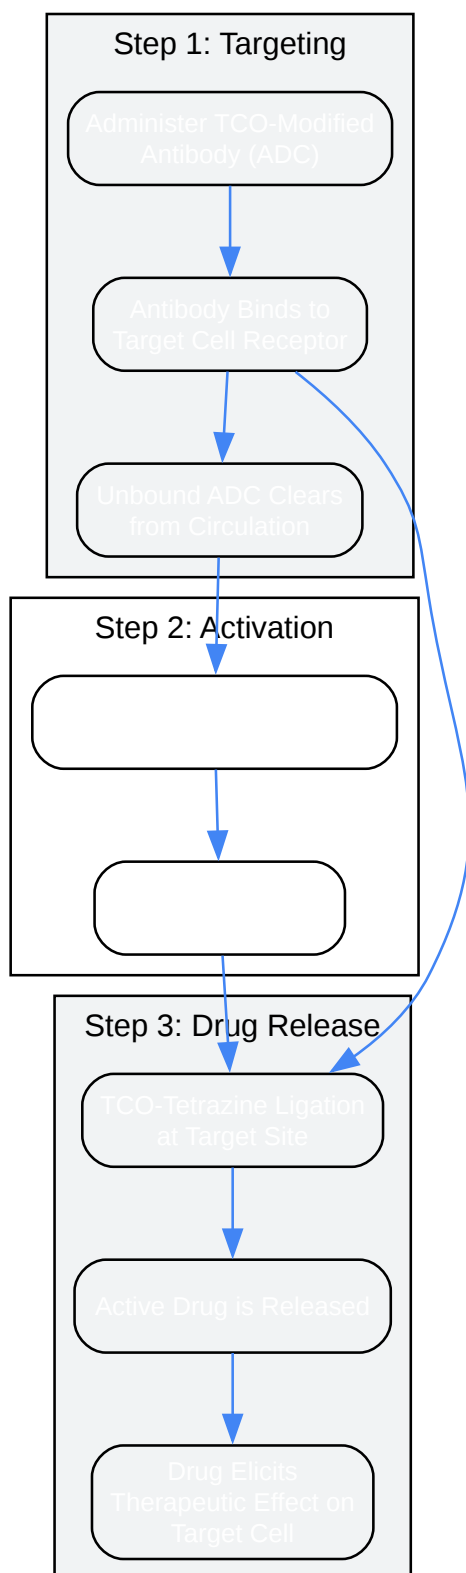 Step 1: Targeting
Administer TCO-Modified
Antibody (ADC)
Antibody Binds to
Target Cell Receptor
Unbound ADC Clears
from Circulation
Step 2: Activation
Step 3: Drug Release
TCO-Tetrazine Ligation
at Target Site
Active Drug is Released
Drug Elicits
Therapeutic Effect on
Target Cell